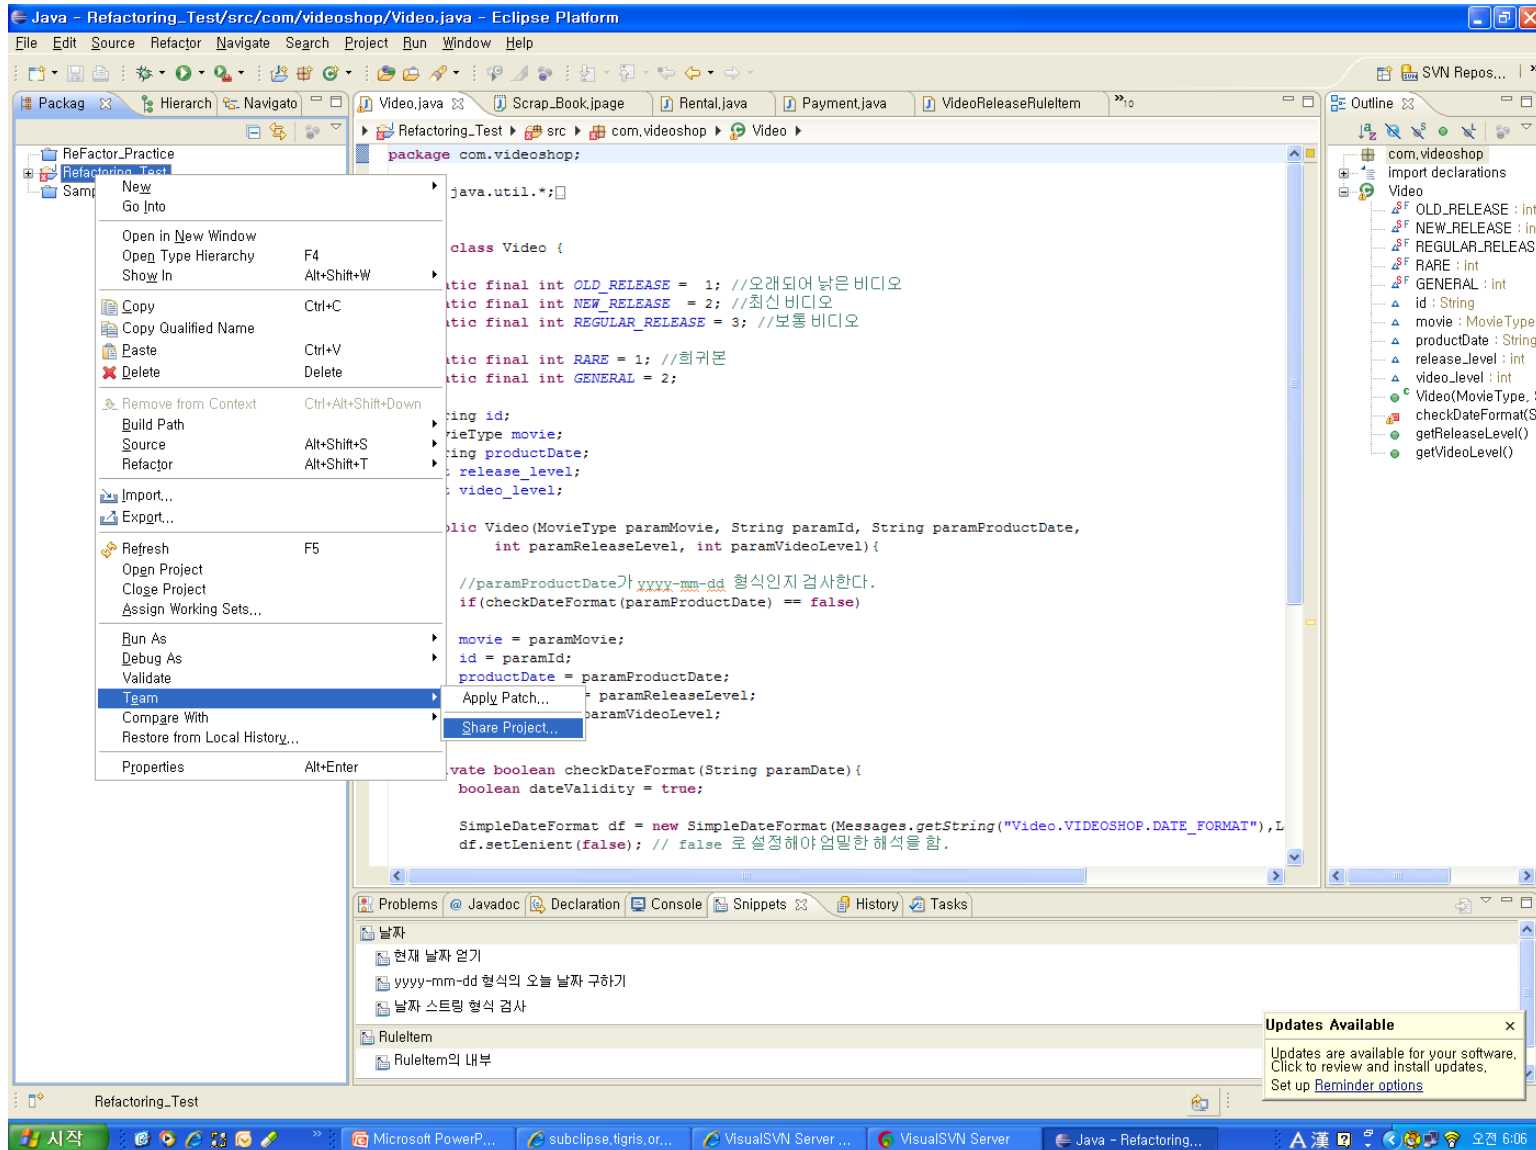 Java - Refactoring_Test/src/com/videoshop/Video.java - Eclipse Platform
File Edit Source Refactor Navigate Search Project Run Window Help
SVN Repos...
Packag Hierarch Navigato
Video.java Scrap_Book.jpage Rental.java Payment.java VideoReleaseRuleItem »10
Outline
Refactoring_Test src com.videoshop Video
ReFactor_Practice
Refactoring_Test
Samp
New
Go Into
Open in New Window
Open Type Hierarchy F4
Show In Alt+Shift+W
Copy Ctrl+C
Copy Qualified Name
Paste Ctrl+V
Delete Delete
Remove from Context Ctrl+Alt+Shift+Down
Build Path
Source Alt+Shift+S
Refactor Alt+Shift+T
Import...
Export...
Refresh F5
Open Project
Close Project
Assign Working Sets...
Run As
Debug As
Validate
Team
Compare With
Restore from Local History...
Properties Alt+Enter
Apply Patch...
Share Project...
package com.videoshop;
java.util.*;
class Video {
tic final int OLD_RELEASE =  1; //오래되어 낡은 비디오
tic final int NEW_RELEASE  = 2; //최신 비디오
tic final int REGULAR_RELEASE = 3; //보통 비디오
tic final int RARE = 1; //희귀본
tic final int GENERAL = 2;
ring id;
vieType movie;
ring productDate;
t release_level;
t video_level;
blic Video(MovieType paramMovie, String paramId, String paramProductDate,
int paramReleaseLevel, int paramVideoLevel){
//paramProductDate가 yyyy-mm-dd 형식인지 검사한다.
if(checkDateFormat(paramProductDate) == false)
movie = paramMovie;
id = paramId;
productDate = paramProductDate;
= paramReleaseLevel;
paramVideoLevel;
vate boolean checkDateFormat(String paramDate){
boolean dateValidity = true;
SimpleDateFormat df = new SimpleDateFormat(Messages.getString("Video.VIDEOSHOP.DATE_FORMAT"),L
df.setLenient(false); // false 로 설정해야 엄밀한 해석을 함.
com.videoshop
import declarations
Video
OLD_RELEASE : int
NEW_RELEASE : in
REGULAR_RELEAS
RARE : int
GENERAL : int
id : String
movie : MovieType
productDate : String
release_level : int
video_level : int
Video(MovieType, S
checkDateFormat(S
getReleaseLevel()
getVideoLevel()
Problems Javadoc Declaration Console Snippets History Tasks
날짜
현재 날짜 얻기
yyyy-mm-dd 형식의 오늘 날짜 구하기
날짜 스트링 형식 검사
RuleItem
RuleItem의 내부
Updates Available x
Updates are available for your software.
Click to review and install updates.
Set up Reminder options
Refactoring_Test
시작 Microsoft PowerP... subclipse.tigris.or... VisualSVN Server ... VisualSVN Server Java - Refactoring... A 漢 오전 6:06